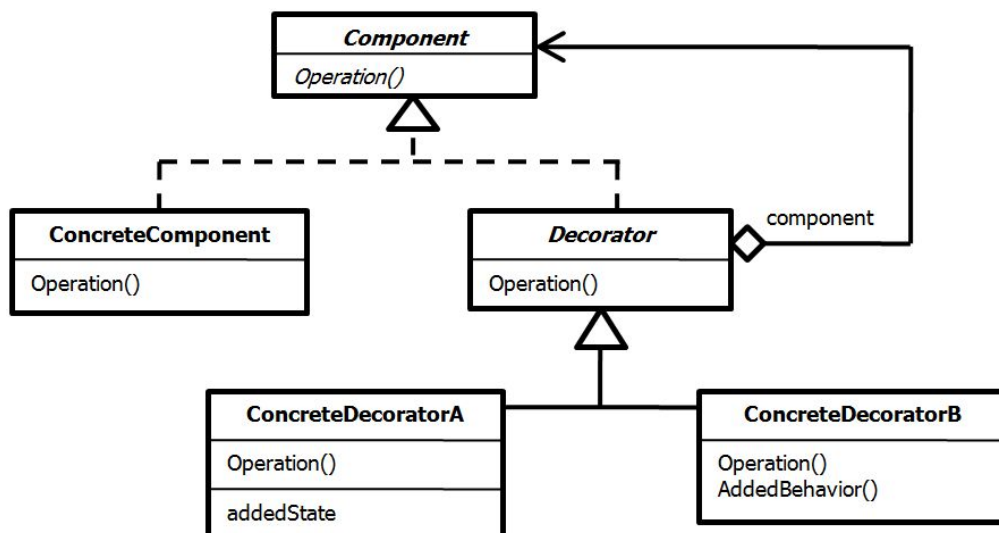 Component
Operation()
ConcreteComponent
Operation()
Decorator
Operation()
component
ConcreteDecoratorA
Operation()
addedState
ConcreteDecoratorB
Operation()
AddedBehavior()